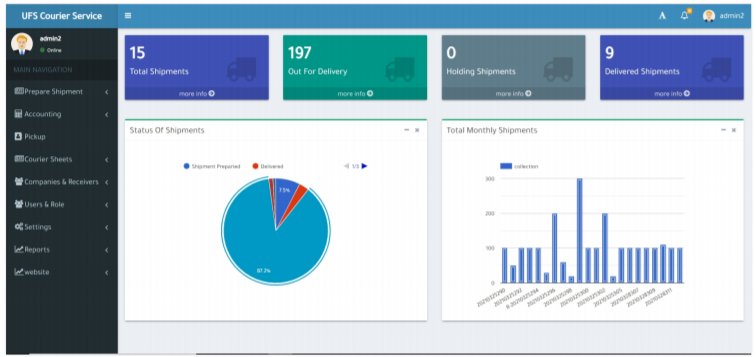 UFS Courier Service
A
admin2
admin2
Online
MAIN NAVIGATION
Prepare Shipment
Accounting
Pickup
Courier Sheets
Companies & Receivers
Users & Role
Settings
Reports
website
15
Total Shipments
more info
197
Out For Delivery
more info
0
Holding Shipments
more info
9
Delivered Shipments
more info
Status Of Shipments
Shipment Prepared
Delivered
1/3
7.5%
87.2%
Total Monthly Shipments
collection
300
200
100
0